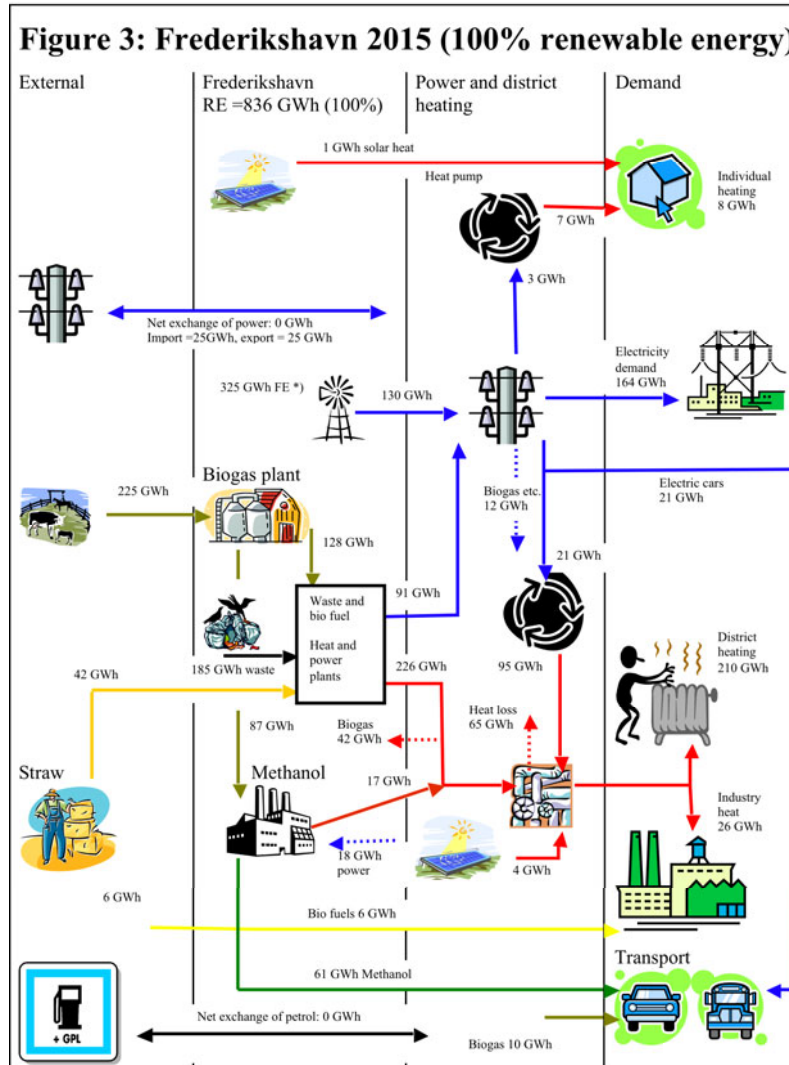 Figure 3: Frederikshavn 2015 (100% renewable energy)
External
Frederikshavn
RE =836 GWh (100%)
Power and district
heating
Demand
1 GWh solar heat
Heat pump
Individual
heating
8 GWh
7 GWh
3 GWh
Net exchange of power: 0 GWh
Import =25GWh, export = 25 GWh
Electricity
demand
164 GWh
325 GWh FE *)
130 GWh
Biogas plant
225 GWh
Biogas etc.
12 GWh
Electric cars
21 GWh
128 GWh
21 GWh
Waste and
bio fuel
Heat and
power
plants
91 GWh
185 GWh waste
226 GWh
95 GWh
District
heating
210 GWh
42 GWh
87 GWh
Biogas
42 GWh
Heat loss
65 GWh
Straw
Methanol
17 GWh
Industry
heat
26 GWh
18 GWh
power
4 GWh
6 GWh
Bio fuels 6 GWh
Transport
61 GWh Methanol
+ GPL
Net exchange of petrol: 0 GWh
Biogas 10 GWh